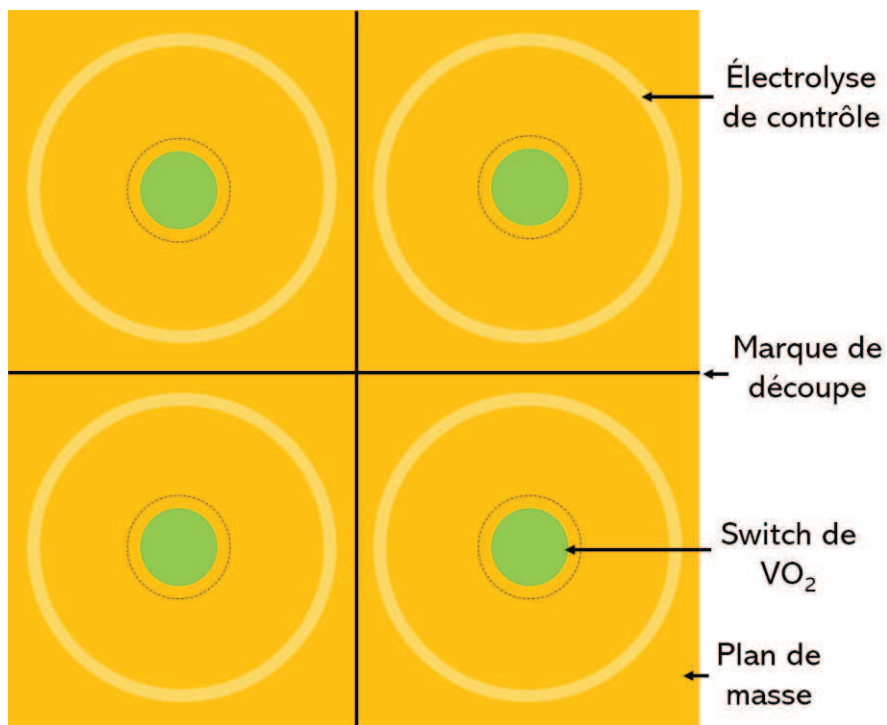 Électrolyse
de contrôle
Marque de
découpe
Switch de
VO₂
Plan de
masse